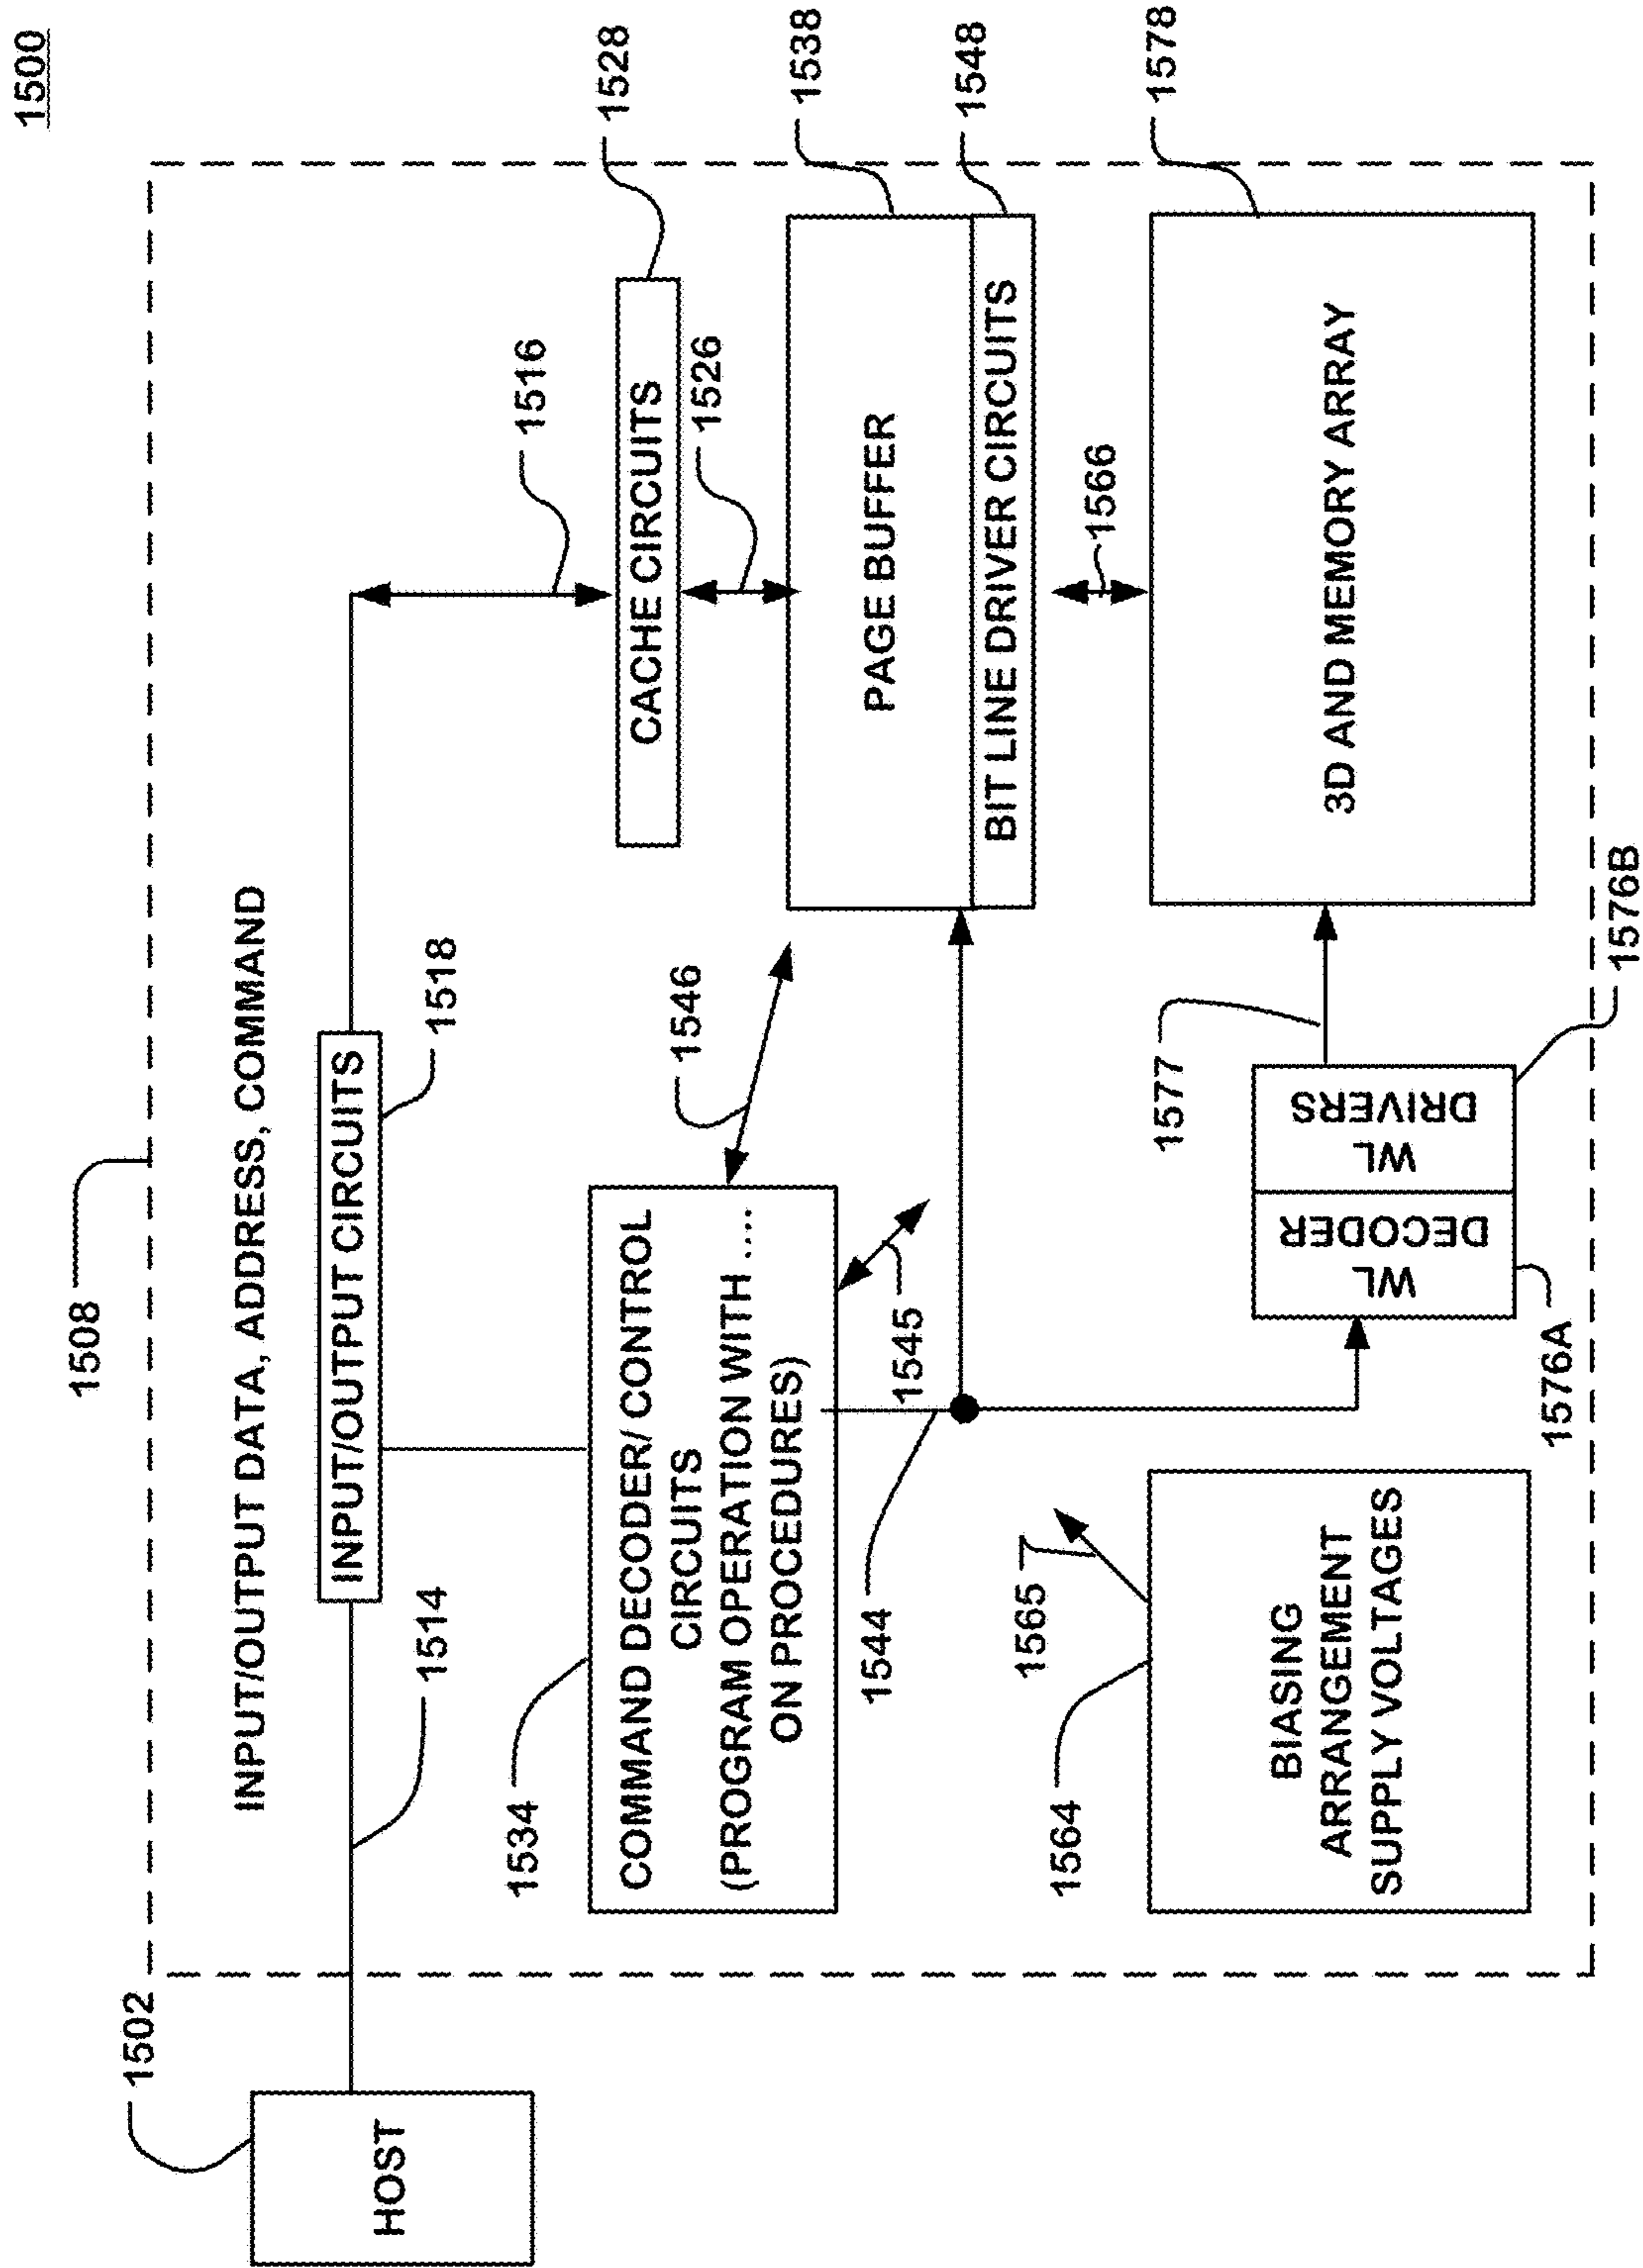 1500
1508
INPUT/OUTPUT DATA, ADDRESS, COMMAND
1502
HOST
1514
INPUT/OUTPUT CIRCUITS
1518
1516
1528
CACHE CIRCUITS
1526
1534
COMMAND DECODER/ CONTROL
CIRCUITS
(PROGRAM OPERATION WITH ....
ON PROCEDURES)
1546
1545
1544
1538
PAGE BUFFER
1548
BIT LINE DRIVER CIRCUITS
1566
1564
1565
BIASING
ARRANGEMENT
SUPPLY VOLTAGES
WL
DECODER
1576A
WL
DRIVERS
1576B
1577
1578
3D AND MEMORY ARRAY